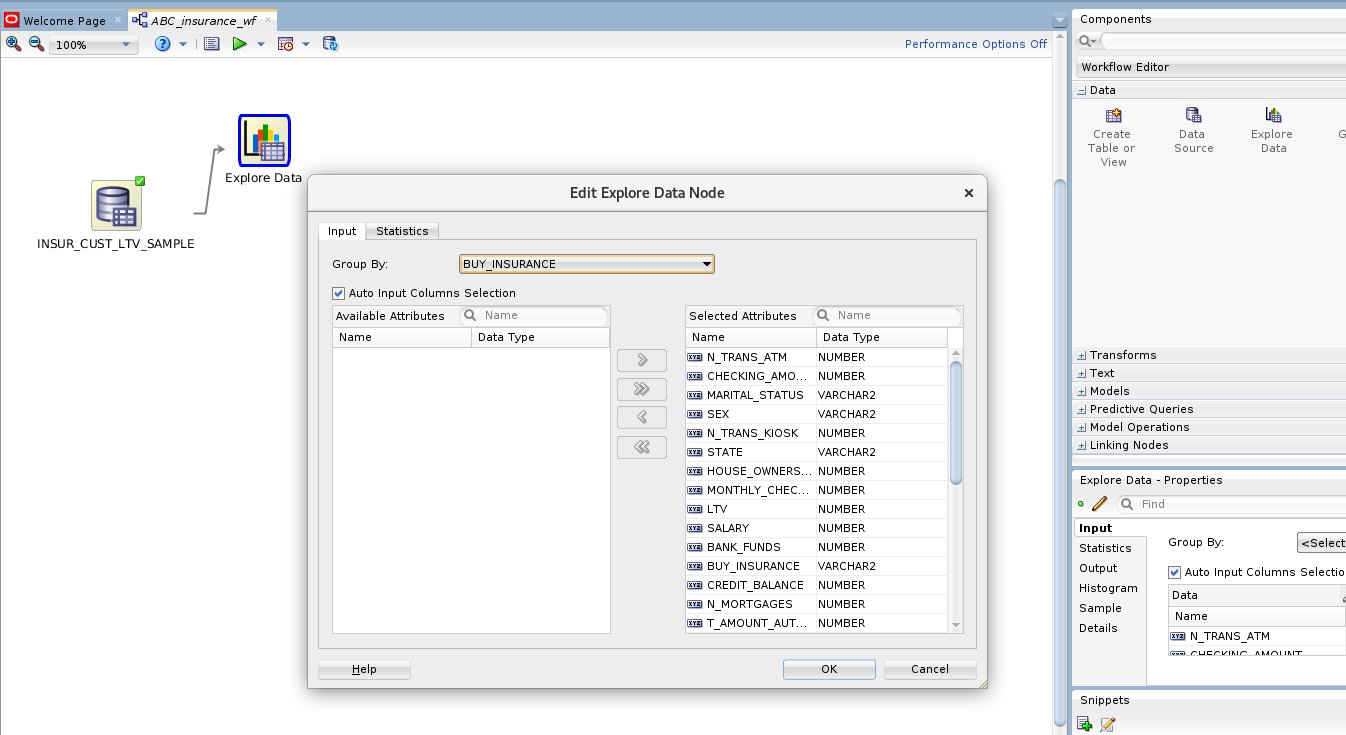 Welcome Page
ABC_insurance_wf
100%
Performance Options Off
Explore Data
INSUR_CUST_LTV_SAMPLE
Edit Explore Data Node
Input
Statistics
Group By:
BUY_INSURANCE
Auto Input Columns Selection
Available Attributes
Name
Name
Data Type
Selected Attributes
Name
Name
Data Type
N_TRANS_ATM NUMBER
CHECKING_AMO... NUMBER
MARITAL_STATUS VARCHAR2
SEX VARCHAR2
N_TRANS_KIOSK NUMBER
STATE VARCHAR2
HOUSE_OWNERS... NUMBER
MONTHLY_CHEC... NUMBER
LTV NUMBER
SALARY NUMBER
BANK_FUNDS NUMBER
BUY_INSURANCE VARCHAR2
CREDIT_BALANCE NUMBER
N_MORTGAGES NUMBER
T_AMOUNT_AUT... NUMBER
Help
OK
Cancel
Components
Workflow Editor
Data
Create
Table or
View
Data
Source
Explore
Data
G
Transforms
Text
Models
Predictive Queries
Model Operations
Linking Nodes
Explore Data - Properties
Find
Input
Statistics
Output
Histogram
Sample
Details
Group By:
<Select
Auto Input Columns Selectio
Data
Name
N_TRANS_ATM
CHECKING_AMOUNT
Snippets